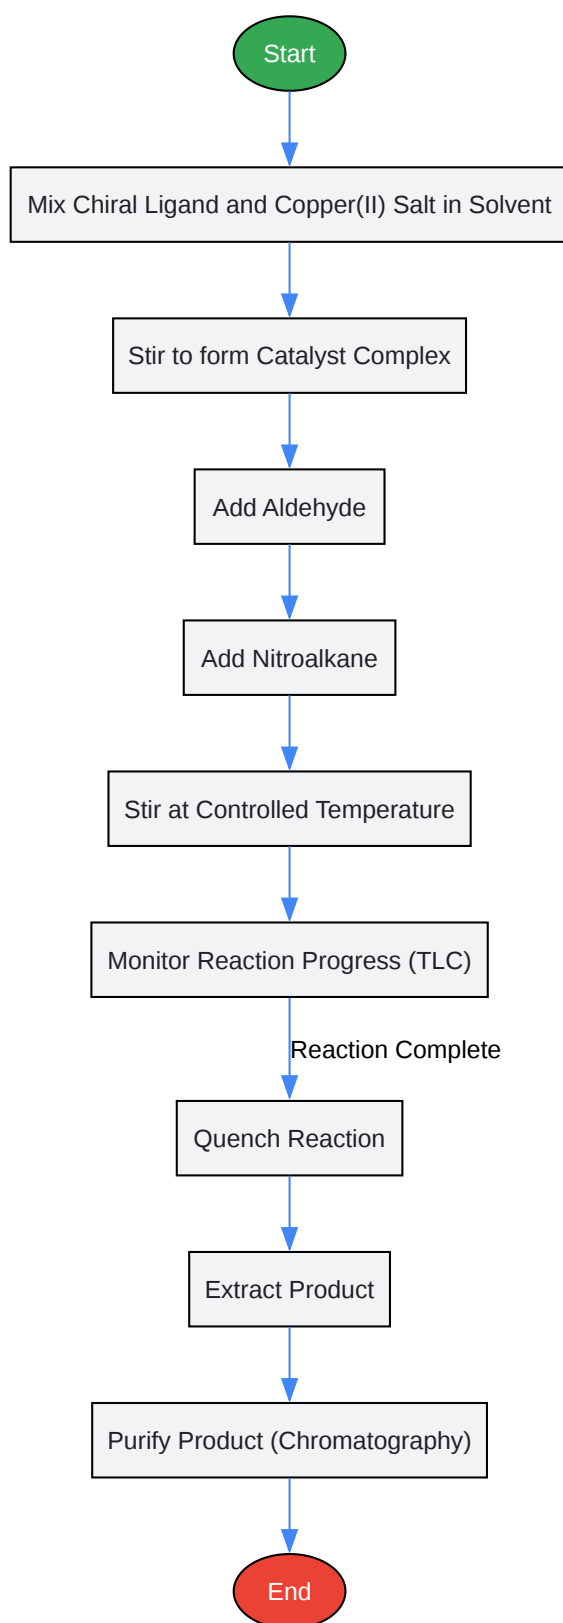 Start
Mix Chiral Ligand and Copper(II) Salt in Solvent
Stir to form Catalyst Complex
Add Aldehyde
Add Nitroalkane
Stir at Controlled Temperature
Monitor Reaction Progress (TLC)
Reaction Complete
Quench Reaction
Extract Product
Purify Product (Chromatography)
End